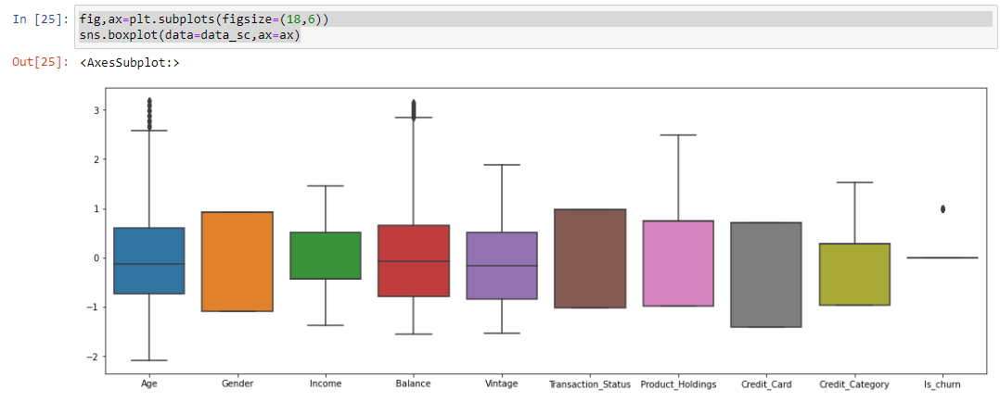 In [25]: fig,ax=plt.subplots(figsize=(18,6))
sns.boxplot(data=data_sc,ax=ax)
Out[25]: <AxesSubplot:>
3
2
1
0
−1
−2
Age Gender Income Balance Vintage Transaction_Status Product_Holdings Credit_Card Credit_Category Is_churn